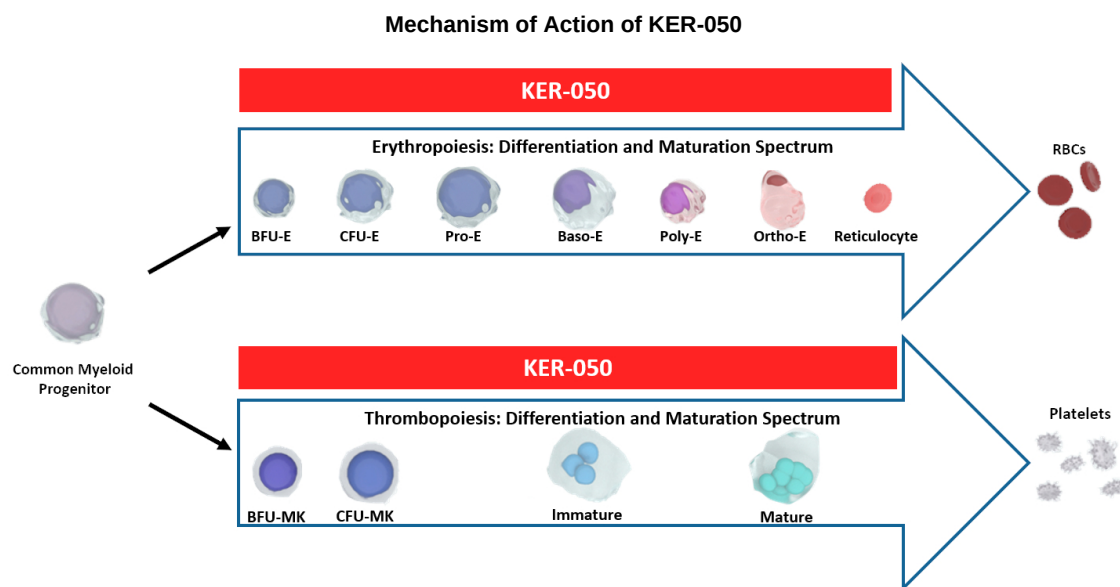 Mechanism of Action of KER-050
KER-050
Erythropoiesis: Differentiation and Maturation Spectrum
BFU-E CFU-E Pro-E Baso-E Poly-E Ortho-E Reticulocyte
RBCs
Common Myeloid
Progenitor
KER-050
Thrombopoiesis: Differentiation and Maturation Spectrum
BFU-MK CFU-MK Immature Mature
Platelets